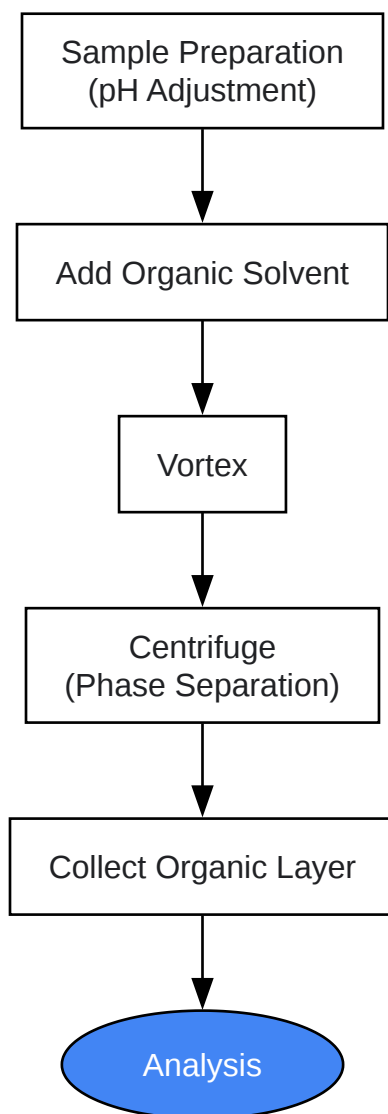 Sample Preparation
(pH Adjustment)
Add Organic Solvent
Vortex
Centrifuge
(Phase Separation)
Collect Organic Layer
Analysis